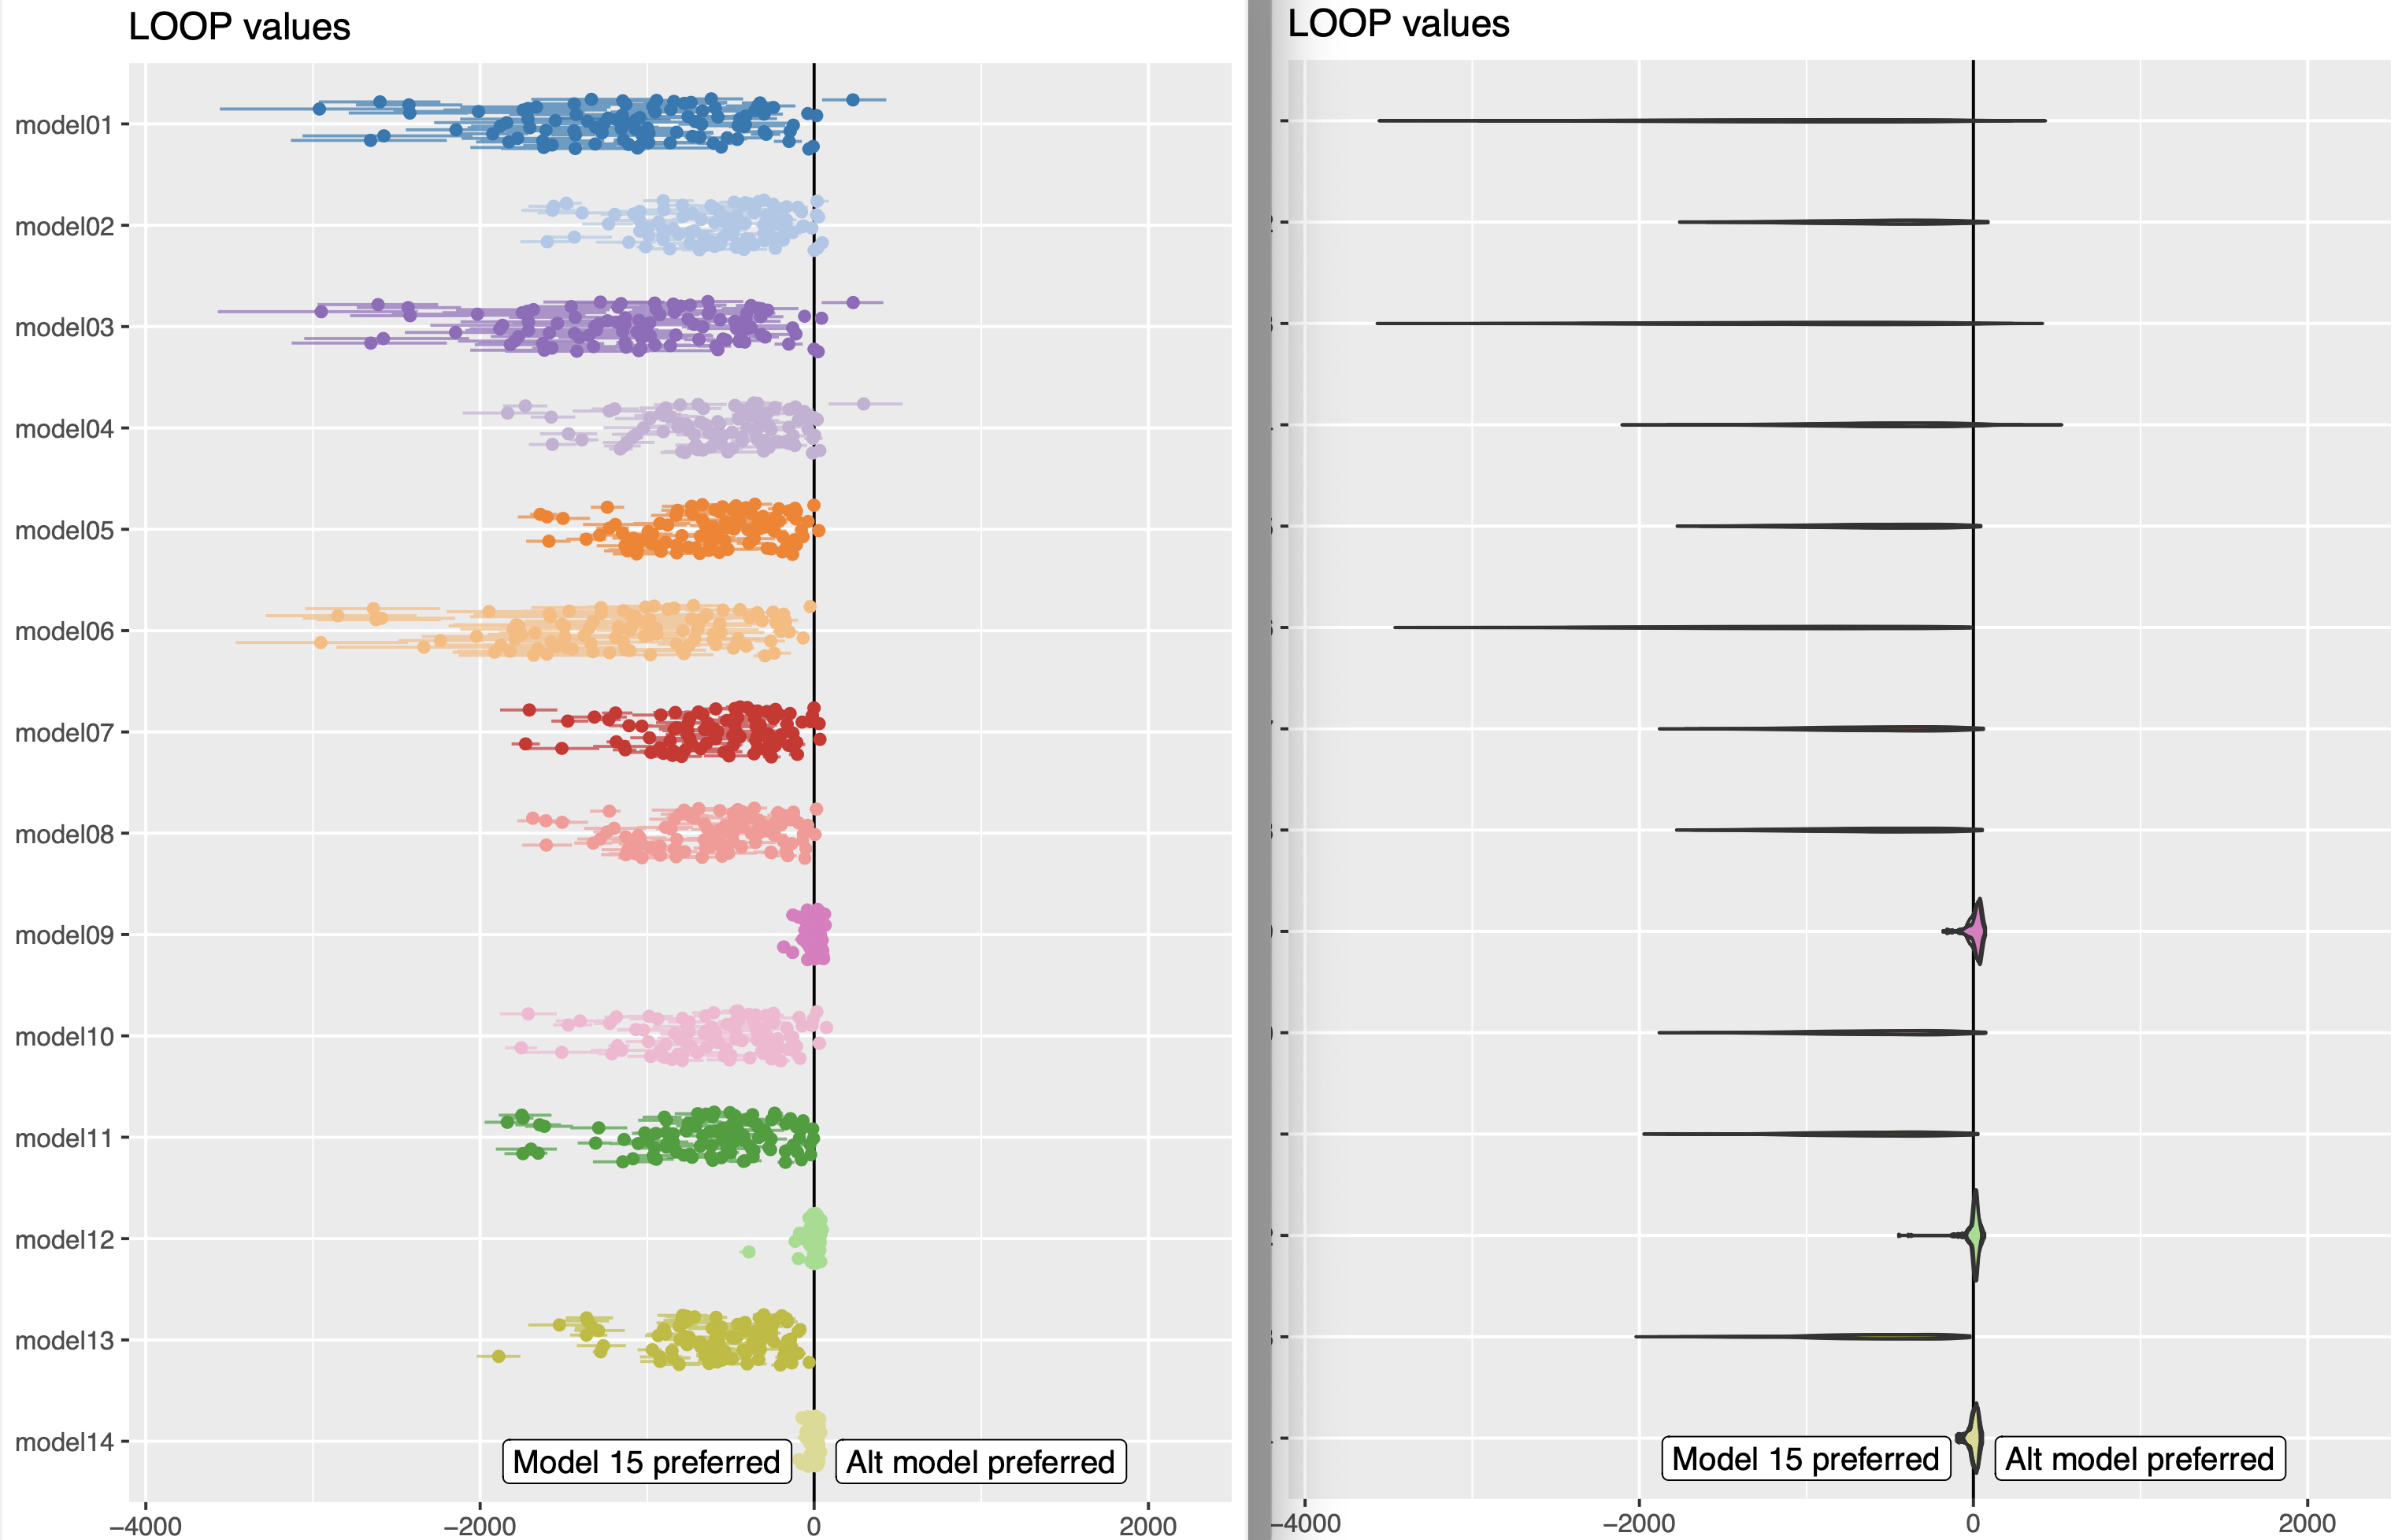 LOOP values
model01
model02
model03
model04
model05
model06
model07
model08
model09
model10
model11
model12
model13
model14
Model 15 preferred
Alt model preferred
−4000
−2000
0
2000
LOOP values
Model 15 preferred
Alt model preferred
−4000
−2000
0
2000